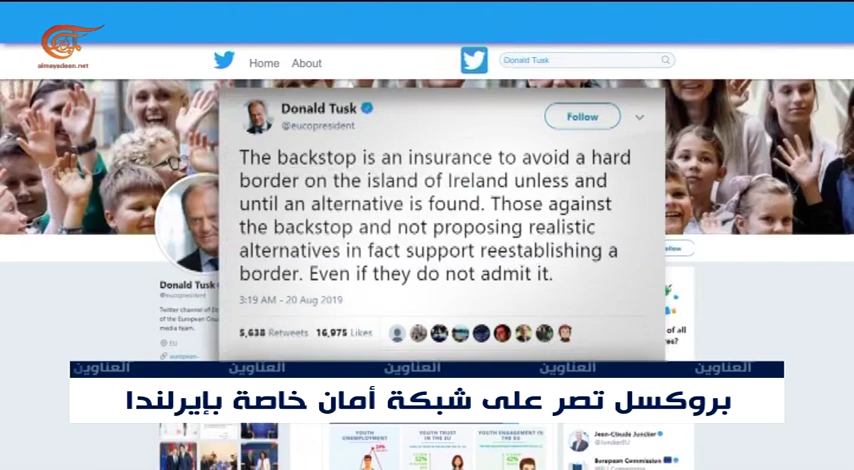 almayadeen.net
Home About
Donald Tusk
Donald Tusk
@eucopresident
Follow
The backstop is an insurance to avoid a hard
border on the island of Ireland unless and
until an alternative is found. Those against
the backstop and not proposing realistic
alternatives in fact support reestablishing a
border. Even if they do not admit it.
3:19 AM - 20 Aug 2019
5,638 Retweets 16,975 Likes
Donald Tusk
@eucopresident
Twitter channel of
of the European
media team.
EU
european-
of all
العناوين العناوين العناوين العناوين العناوين
بروكسل تصر على شبكة أمان خاصة بإيرلندا
YOUTH UNEMPLOYMENT
YOUTH TRUST IN THE EU
YOUTH ENGAGEMENT IN THE EU
Jean-Claude Juncker
@JunckerEU
European Commission